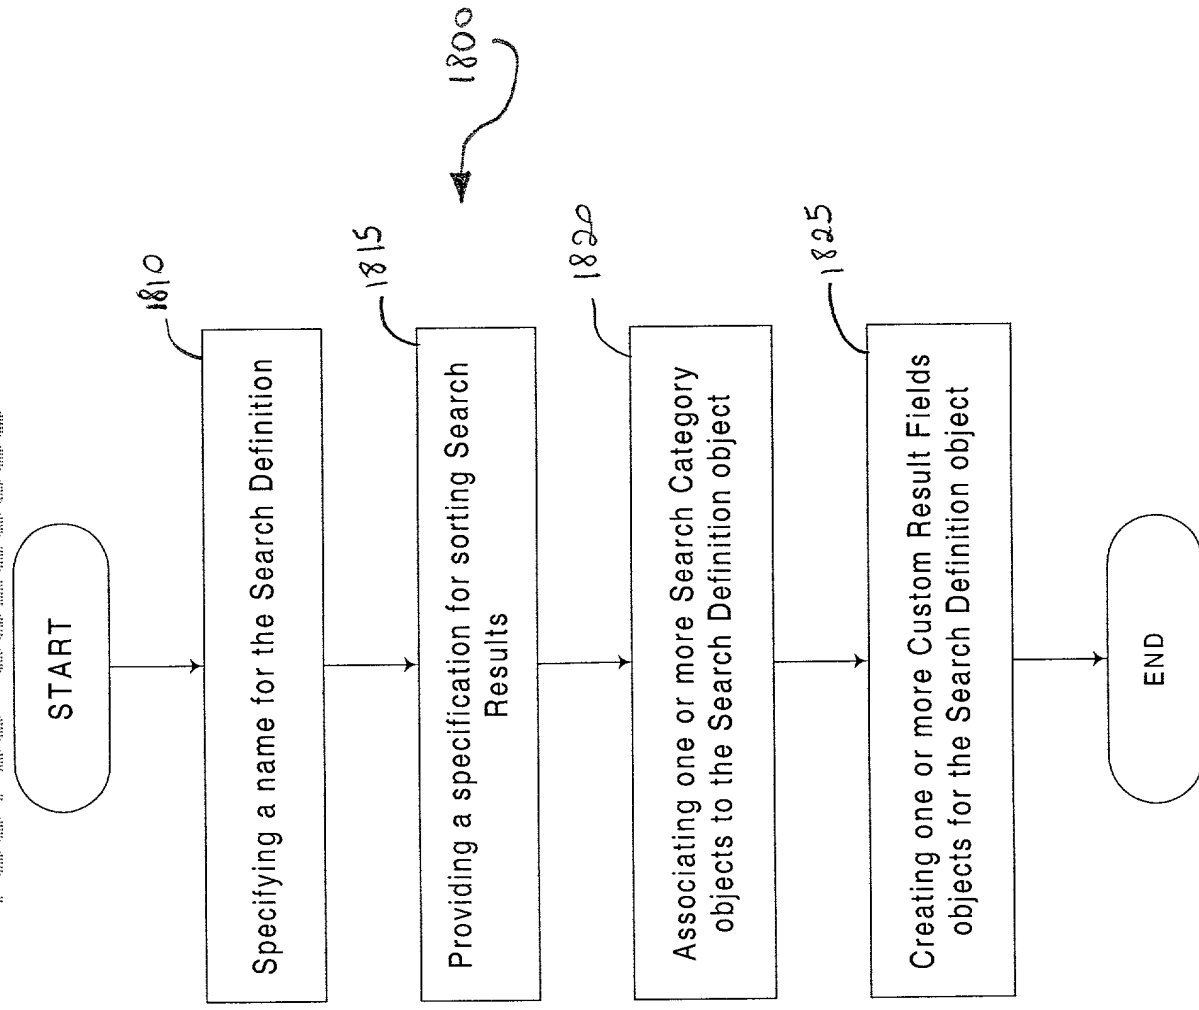 START
1810
Specifying a name for the Search Definition
1815
Providing a specification for sorting Search
Results
1800
1820
Associating one or more Search Category
objects to the Search Definition object
1825
Creating one or more Custom Result Fields
objects for the Search Definition object
END